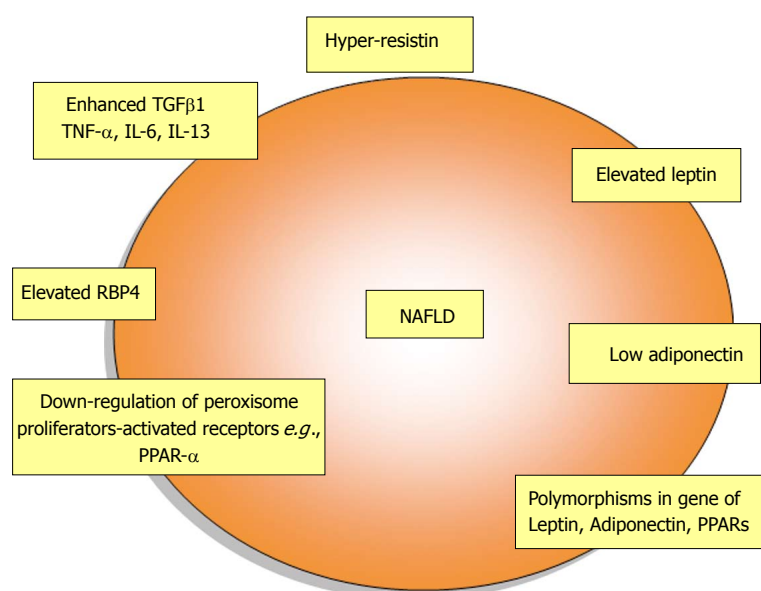 Hyper-resistin
Enhanced TGFβ1
TNF-α, IL-6, IL-13
Elevated leptin
Elevated RBP4
NAFLD
Low adiponectin
Down-regulation of peroxisome
proliferators-activated receptors e.g.,
PPAR-α
Polymorphisms in gene of
Leptin, Adiponectin, PPARs